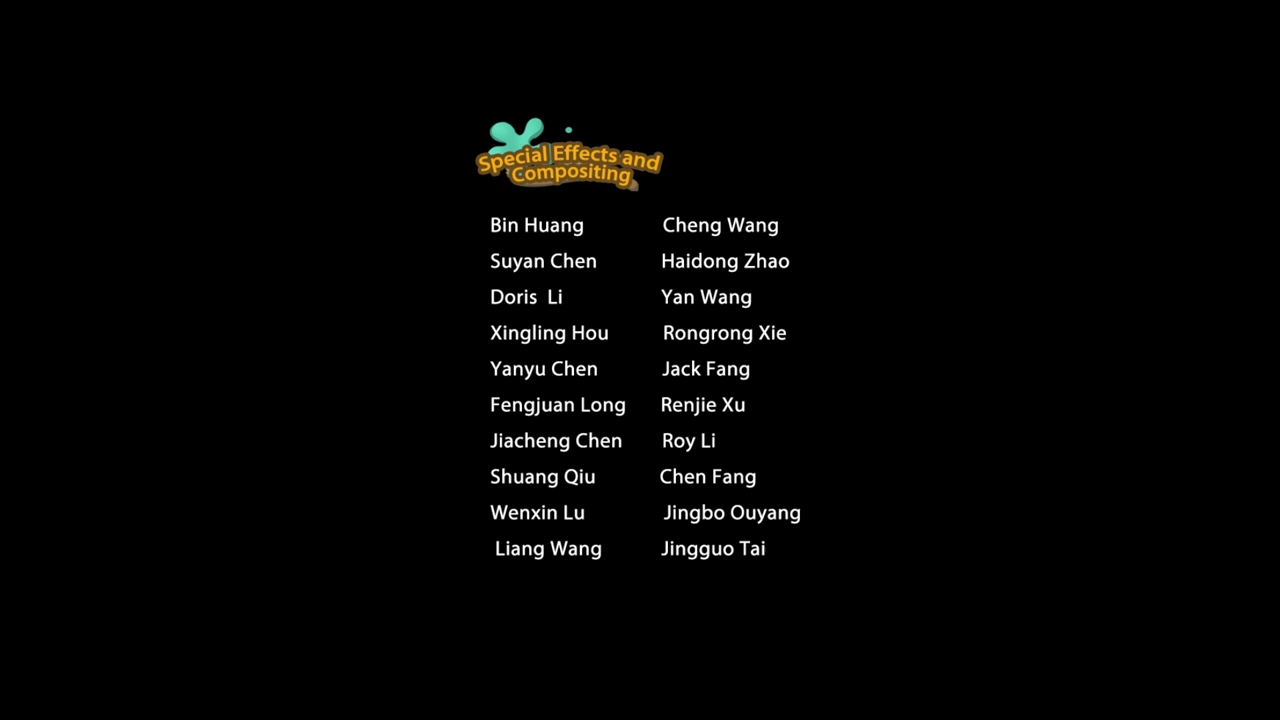 Special Effects and
Compositing
Bin Huang Cheng Wang
Suyan Chen Haidong Zhao
Doris Li Yan Wang
Xingling Hou Rongrong Xie
Yanyu Chen Jack Fang
Fengjuan Long Renjie Xu
Jiacheng Chen Roy Li
Shuang Qiu Chen Fang
Wenxin Lu Jingbo Ouyang
Liang Wang Jingguo Tai